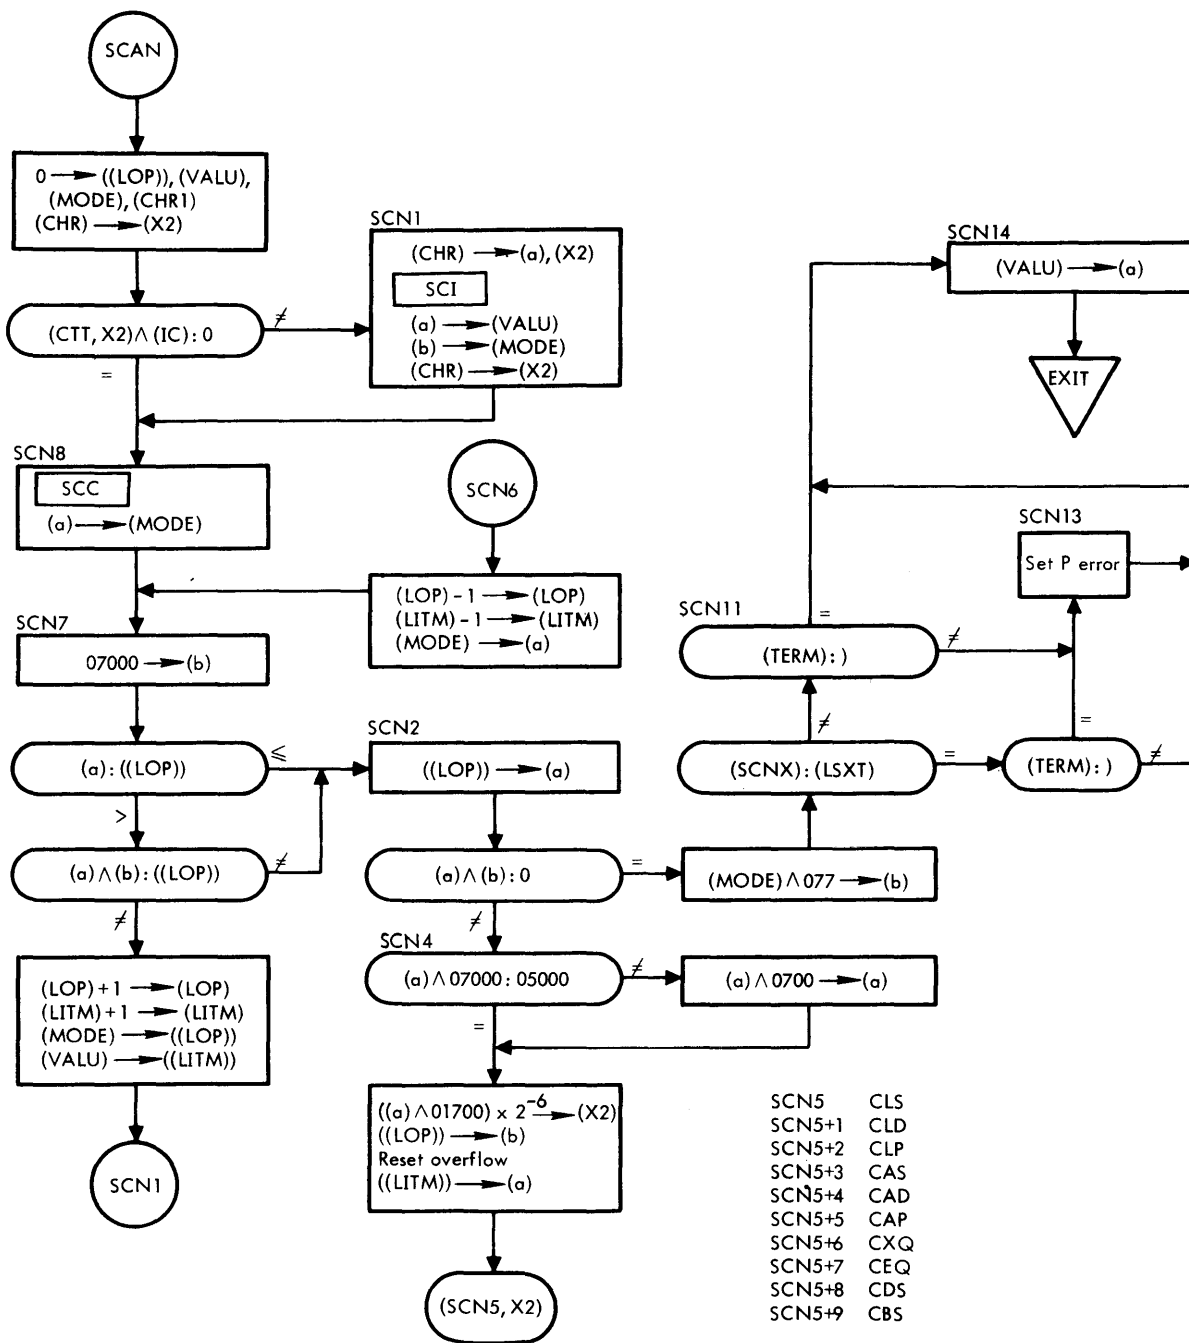 SCAN
0 → ((LOP)), (VALU),
(MODE), (CHR1)
(CHR) → (X2)
(CTT, X2) ∧ (IC) : 0
≠
=
SCN1
(CHR) → (a), (X2)
SCI
(a) → (VALU)
(b) → (MODE)
(CHR) → (X2)
SCN8
SCC
(a) → (MODE)
SCN6
(LOP) - 1 → (LOP)
(LITM) - 1 → (LITM)
(MODE) → (a)
SCN7
07000 → (b)
(a) : ((LOP))
≤
>
(a) ∧ (b) : ((LOP))
≠
≠
(LOP) + 1 → (LOP)
(LITM) + 1 → (LITM)
(MODE) → ((LOP))
(VALU) → ((LITM))
SCN1
SCN2
((LOP)) → (a)
(a) ∧ (b) : 0
=
≠
(MODE) ∧ 077 → (b)
SCN4
(a) ∧ 07000 : 05000
≠
=
(a) ∧ 0700 → (a)
((a) ∧ 01700) × 2⁻⁶ → (X2)
((LOP)) → (b)
Reset overflow
((LITM)) → (a)
(SCN5, X2)
SCN14
(VALU) → (a)
EXIT
SCN13
Set P error
SCN11
(TERM) : )
=
≠
(SCNX) : (LSXT)
≠
=
(TERM) : )
=
≠
SCN5 CLS
SCN5+1 CLD
SCN5+2 CLP
SCN5+3 CAS
SCN5+4 CAD
SCN5+5 CAP
SCN5+6 CXQ
SCN5+7 CEQ
SCN5+8 CDS
SCN5+9 CBS